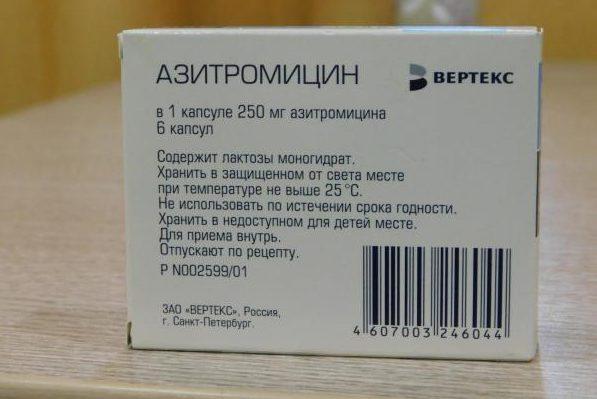 АЗИТРОМИЦИН
ВЕРТЕКС
в 1 капсуле 250 мг азитромицина
6 капсул
Содержит лактозы моногидрат.
Хранить в защищенном от света месте
при температуре не выше 25 °С.
Не использовать по истечении срока годности.
Хранить в недоступном для детей месте.
Для приема внутрь.
Отпускают по рецепту.
Р N002599/01
ЗАО «ВЕРТЕКС», Россия,
г. Санкт-Петербург.
4 607003 246044